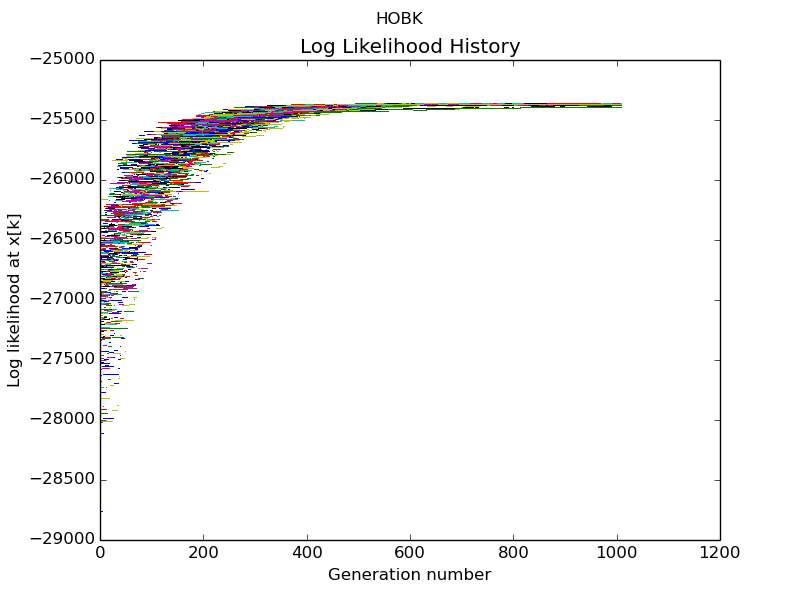 HOBK
Log Likelihood History
Log likelihood at x[k]
−25000
−25500
−26000
−26500
−27000
−27500
−28000
−28500
−29000
0 200 400 600 800 1000 1200
Generation number